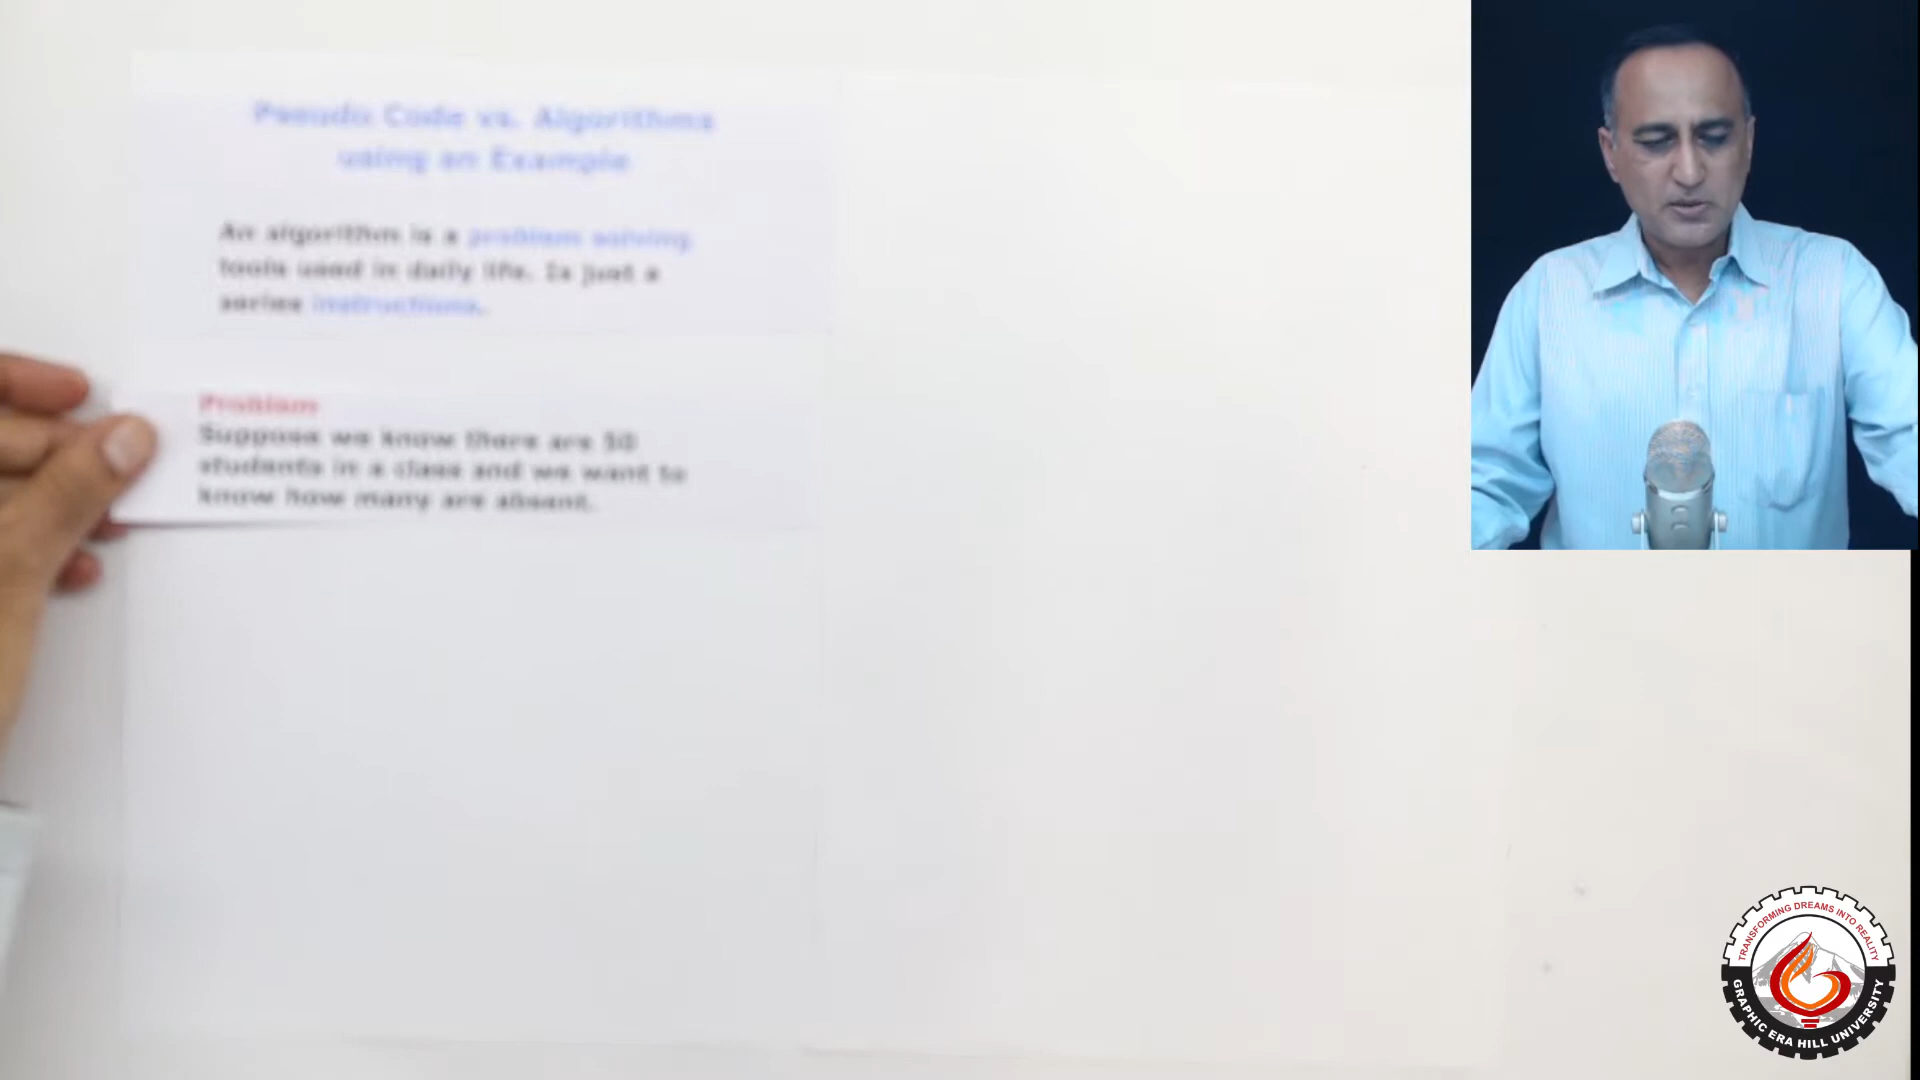 Pseudo Code vs. Algorithms
using an Example
An algorithm is a problem solving
tools used in daily life. Is just a
series instructions.
Problem
Suppose we know there are 50
students in a class and we want to
know how many are absent.
TRANSFORMING DREAMS INTO REALITY
GRAPHIC ERA HILL UNIVERSITY